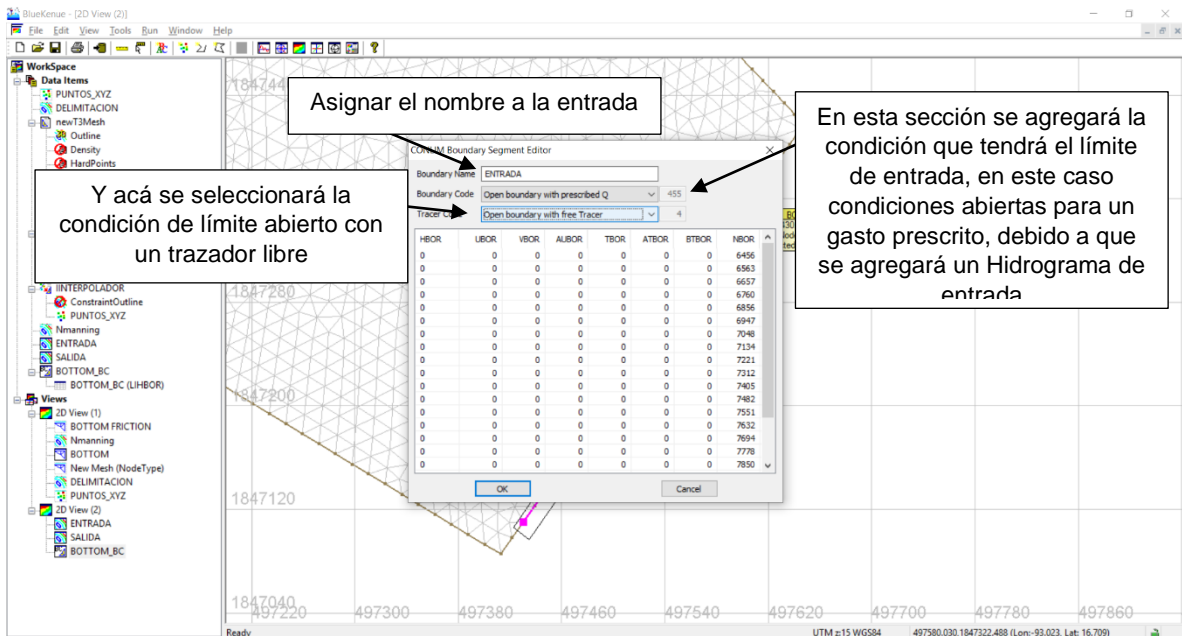 BlueKenue - [2D View (2)]
File Edit View Tools Run Window Help
WorkSpace
Data Items
PUNTOS_XYZ
DELIMITACION
newT3Mesh
Outline
Density
HardPoints
IINTERPOLADOR
ConstraintOutline
PUNTOS_XYZ
Nmanning
ENTRADA
SALIDA
BOTTOM_BC
BOTTOM_BC (LIHBOR)
Views
2D View (1)
BOTTOM FRICTION
Nmanning
BOTTOM
New Mesh (NodeType)
DELIMITACION
PUNTOS_XYZ
2D View (2)
ENTRADA
SALIDA
BOTTOM_BC
Asignar el nombre a la entrada
Y acá se seleccionará la
condición de límite abierto con
un trazador libre
En esta sección se agregará la
condición que tendrá el límite
de entrada, en este caso
condiciones abiertas para un
gasto prescrito, debido a que
se agregará un Hidrograma de
entrada
Boundary Segment Editor
Boundary Name ENTRADA
Boundary Code Open boundary with prescribed Q 455
Tracer Open boundary with free Tracer 4
HBOR UBOR VBOR AUBOR TBOR ATBOR BTBOR NBOR
0 0 0 0 0 0 0 6456
0 0 0 0 0 0 0 6563
0 0 0 0 0 0 0 6657
0 0 0 0 0 0 0 6760
0 0 0 0 0 0 0 6856
0 0 0 0 0 0 0 6947
0 0 0 0 0 0 0 7048
0 0 0 0 0 0 0 7134
0 0 0 0 0 0 0 7221
0 0 0 0 0 0 0 7312
0 0 0 0 0 0 0 7405
0 0 0 0 0 0 0 7482
0 0 0 0 0 0 0 7551
0 0 0 0 0 0 0 7632
0 0 0 0 0 0 0 7694
0 0 0 0 0 0 0 7778
0 0 0 0 0 0 0 7850
OK Cancel
1847280
1847200
1847120
1847040
497220 497300 497380 497460 497540 497620 497700 497780 497860
Ready
UTM z:15 WGS84 497580.030,1847322.488 (Lon:-93.023, Lat: 16.709)